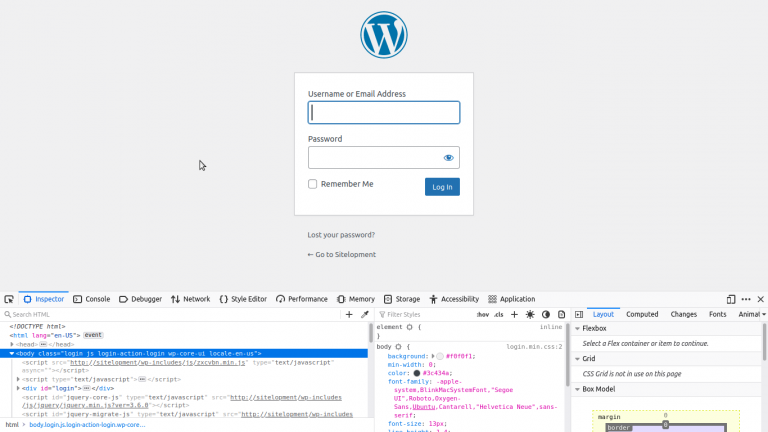 Username or Email Address
Password
Remember Me
Log In
Lost your password?
← Go to Sitelopment
Inspector Console Debugger Network {} Style Editor Performance Memory Storage Accessibility Application
Search HTML
<!DOCTYPE html>
<html lang="en-US"> event
<head> </head>
<body class="login js login-action-login wp-core-ui locale-en-us">
<script src="http://sitelopment/wp-includes/js/zxcvbn.min.js" type="text/javascript"
async=""></script>
<script type="text/javascript"> </script>
<div id="login"> </div>
<script id="jquery-core-js" src="http://sitelopment/wp-includes
/js/jquery/jquery.min.js?ver=3.6.0" type="text/javascript"></script>
<script id="jquery-migrate-js" src="http://sitelopment/wp-includes
html > body.login.js.login-action-login.wp-core...
Filter Styles :hov .cls
element { inline
}
body { login.min.css:2
background: #f0f0f1;
min-width: 0;
color: #3c434a;
font-family: -apple-
system,BlinkMacSystemFont,"Segoe
UI",Roboto,Oxygen-
Sans,Ubuntu,Cantarell,"Helvetica Neue",sans-
serif;
font-size: 13px;
line-height: 1.4;
Layout Computed Changes Fonts Animat
Flexbox
Select a Flex container or item to continue.
Grid
CSS Grid is not in use on this page
Box Model
margin 0
border 0